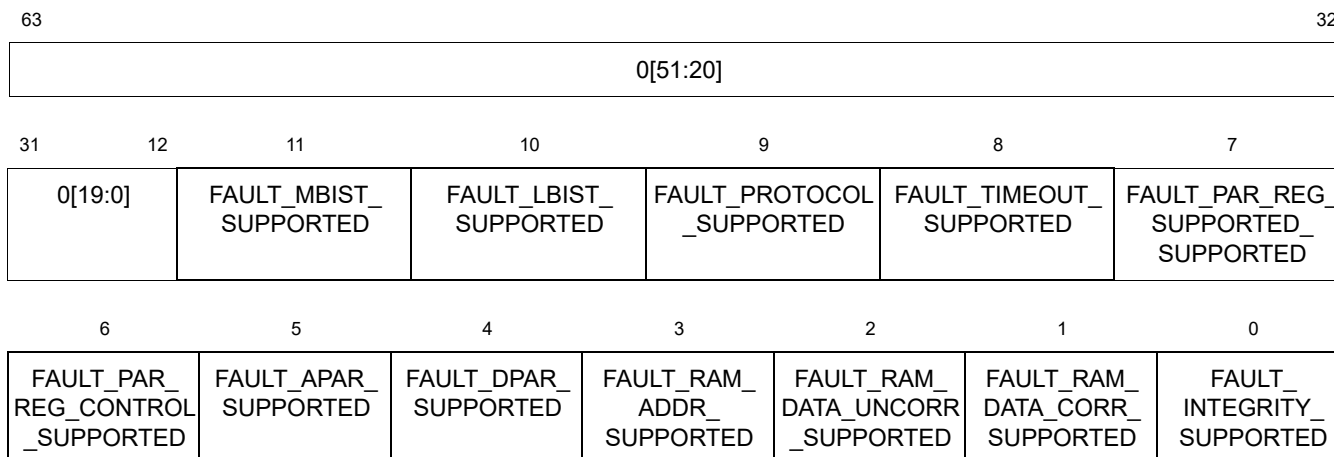 63 32
0[51:20]
31 12 11 10 9 8 7
0[19:0] FAULT_MBIST_ FAULT_LBIST_ FAULT_PROTOCOL FAULT_TIMEOUT_ FAULT_PAR_REG_
SUPPORTED SUPPORTED _SUPPORTED SUPPORTED SUPPORTED_
SUPPORTED
6 5 4 3 2 1 0
FAULT_PAR_ FAULT_APAR_ FAULT_DPAR_ FAULT_RAM_ FAULT_RAM_ FAULT_RAM_ FAULT_
REG_CONTROL SUPPORTED SUPPORTED ADDR_ DATA_UNCORR DATA_CORR_ INTEGRITY_
_SUPPORTED SUPPORTED _SUPPORTED SUPPORTED SUPPORTED